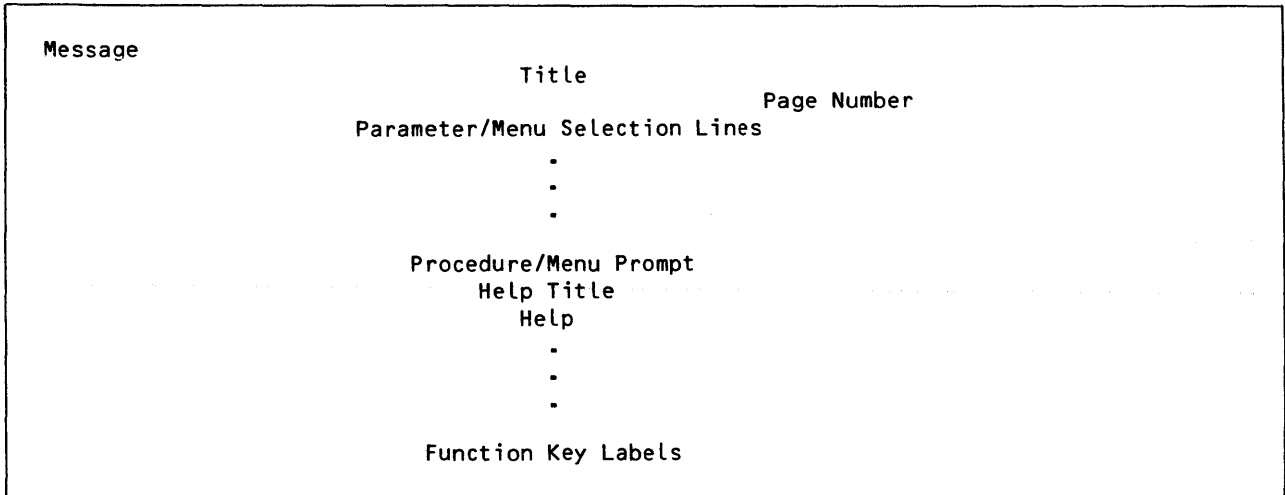 Message
Title
Page Number
Parameter/Menu Selection Lines
.
.
.
Procedure/Menu Prompt
Help Title
Help
.
.
.
Function Key Labels